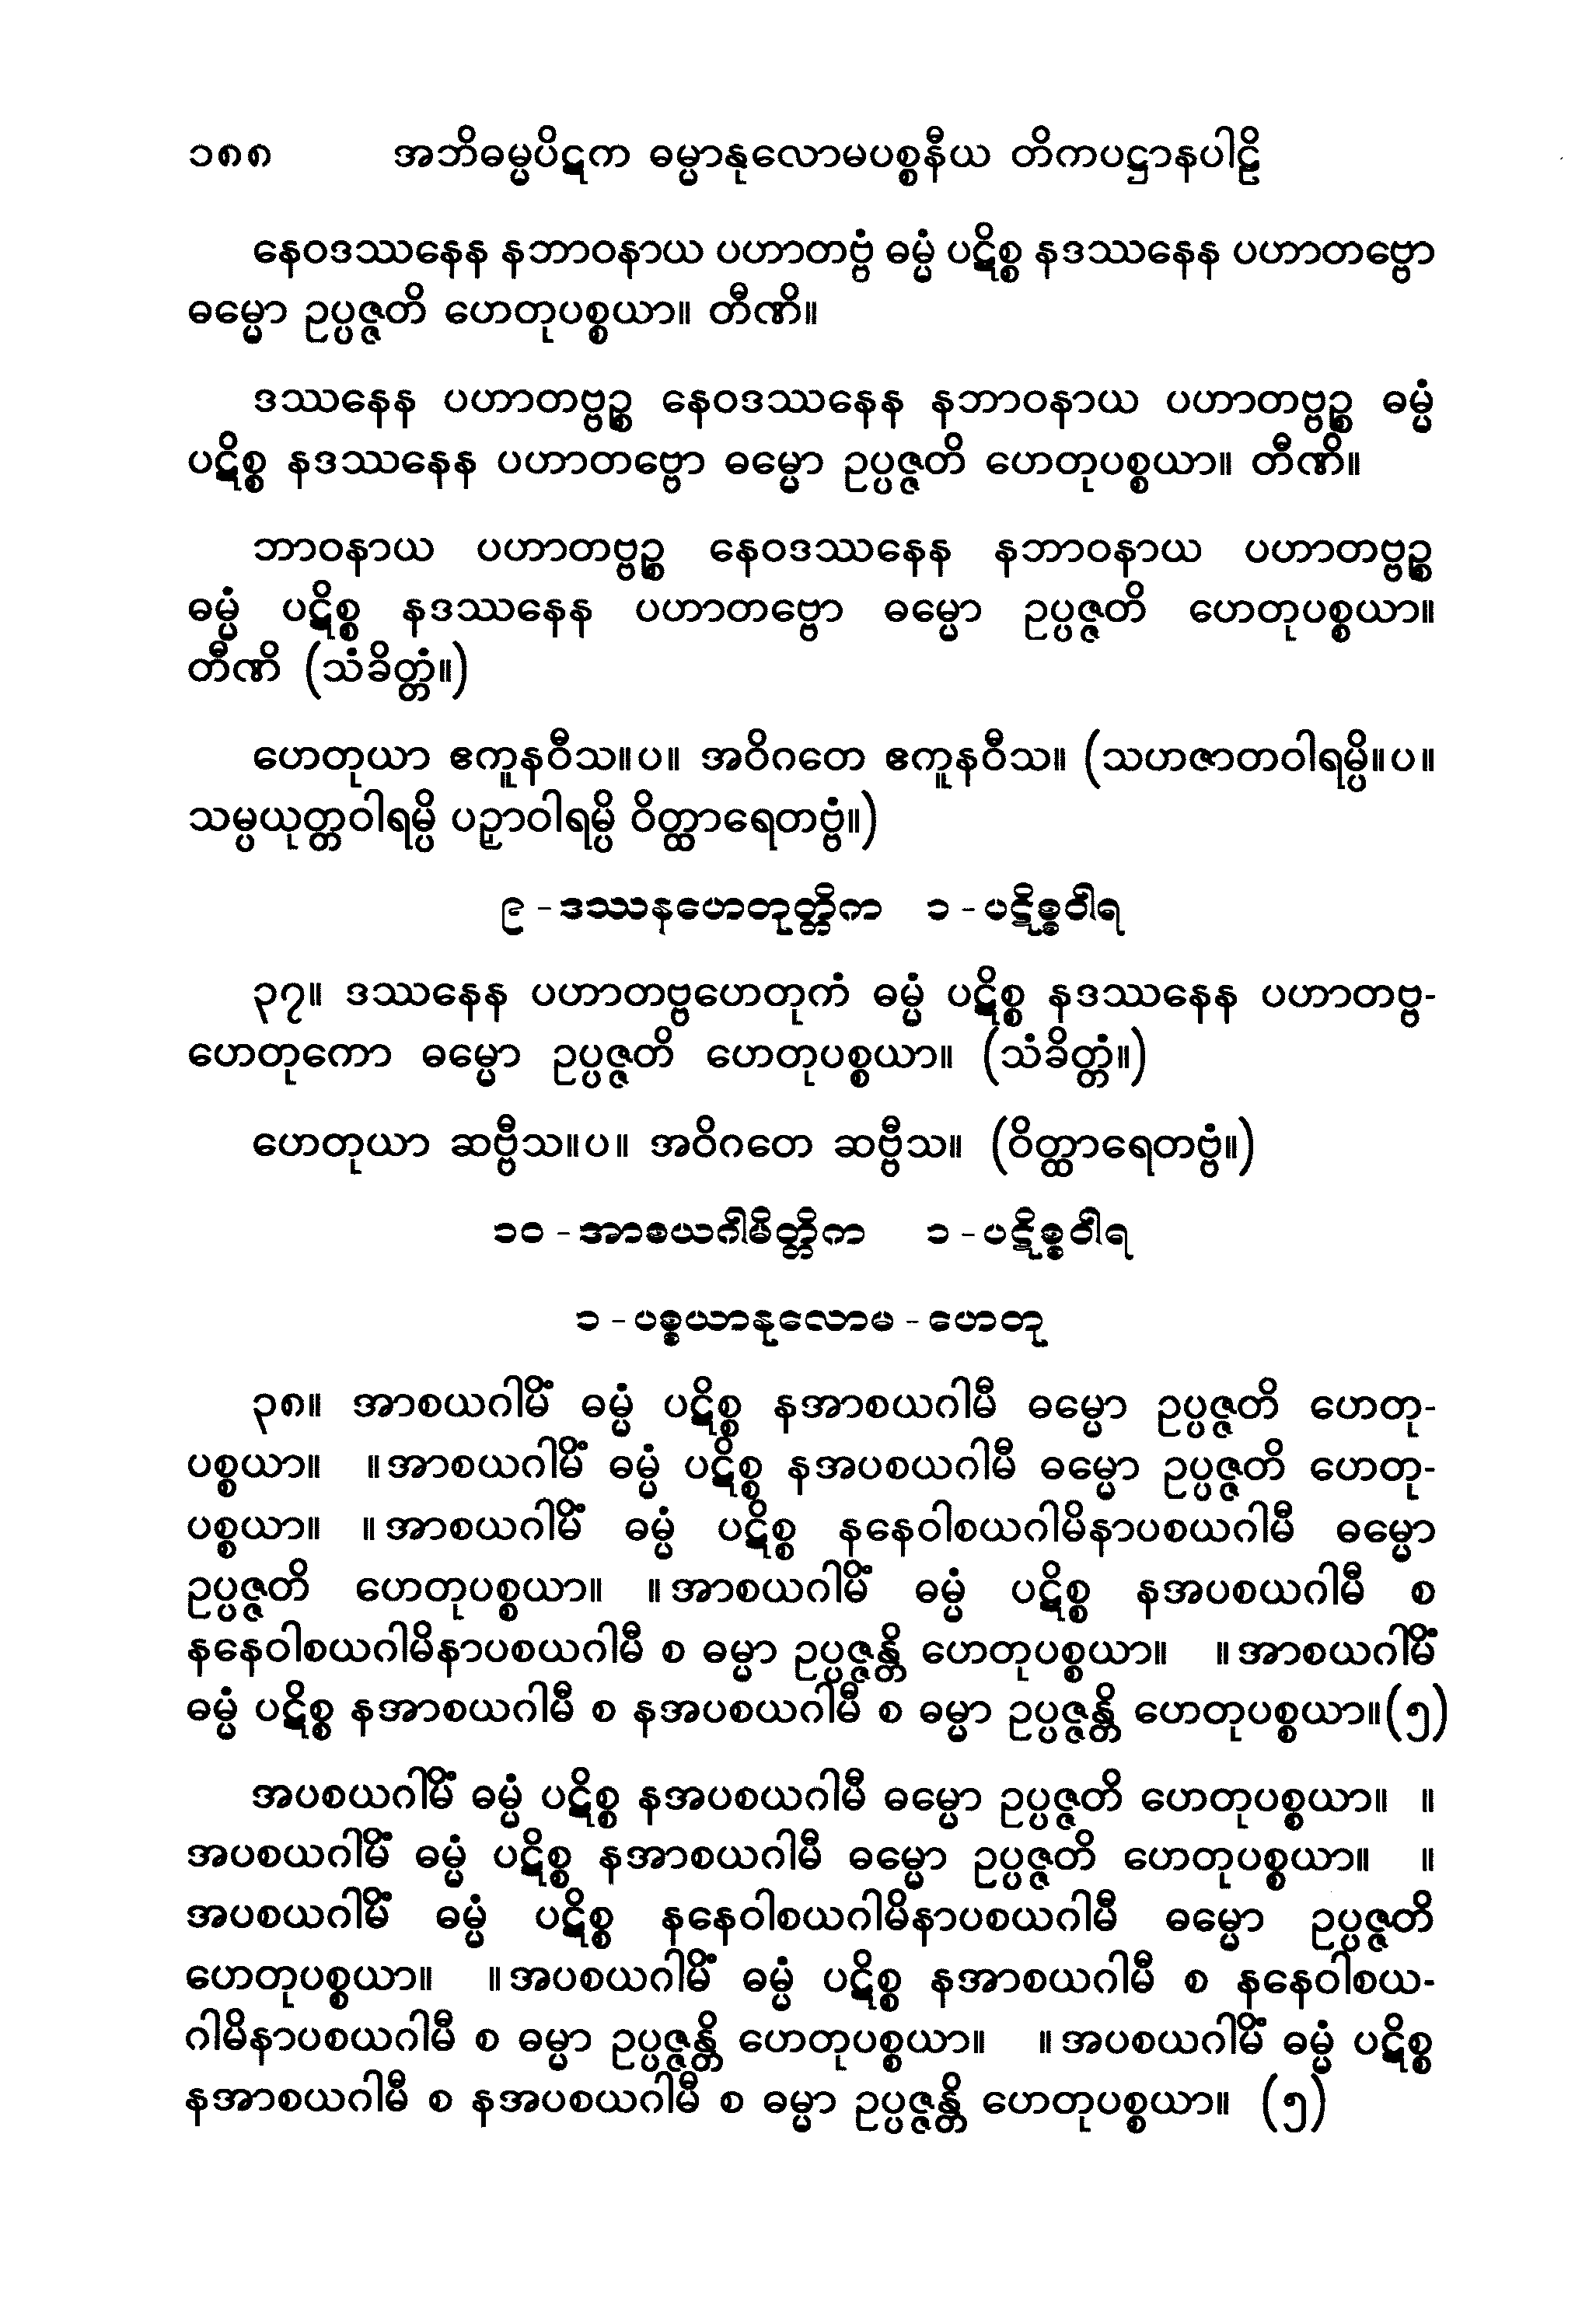 ၁၈၈ အဘိဓမ္မပိဋက ဓမ္မာနုလောမပစ္စနီယ တိကပဋ္ဌာနပါဠိ
နေဝဒဿနေန နဘာဝနာယ ပဟာတဗ္ဗံ ဓမ္မံ ပဋိစ္စ နဒဿနေန ပဟာတဗ္ဗော
ဓမ္မော ဥပ္ပဇ္ဇတိ ဟေတုပစ္စယာ။ တီဏိ။
ဒဿနေန ပဟာတဗ္ဗဉ္စ နေဝဒဿနေန နဘာဝနာယ ပဟာတဗ္ဗဉ္စ ဓမ္မံ
ပဋိစ္စ နဒဿနေန ပဟာတဗ္ဗော ဓမ္မော ဥပ္ပဇ္ဇတိ ဟေတုပစ္စယာ။ တီဏိ။
ဘာဝနာယ ပဟာတဗ္ဗဉ္စ နေဝဒဿနေန နဘာဝနာယ ပဟာတဗ္ဗဉ္စ
ဓမ္မံ ပဋိစ္စ နဒဿနေန ပဟာတဗ္ဗော ဓမ္မော ဥပ္ပဇ္ဇတိ ဟေတုပစ္စယာ။
တီဏိ (သံခိတ္တံ။)
ဟေတုယာ ဧကူနဝီသ။ပ။ အဝိဂတေ ဧကူနဝီသ။ (သဟဇာတဝါရမ္ပိ။ပ။
သမ္ပယုတ္တဝါရမ္ပိ ပဉှာဝါရမ္ပိ ဝိတ္ထာရေတဗ္ဗံ။)
၉ - ဒဿနဟေတုတ္တိက ၁ - ပဋိစ္စဝါရ
၃၇။ ဒဿနေန ပဟာတဗ္ဗဟေတုကံ ဓမ္မံ ပဋိစ္စ နဒဿနေန ပဟာတဗ္ဗ-
ဟေတုကော ဓမ္မော ဥပ္ပဇ္ဇတိ ဟေတုပစ္စယာ။ (သံခိတ္တံ။)
ဟေတုယာ ဆဗ္ဗီသ။ပ။ အဝိဂတေ ဆဗ္ဗီသ။ (ဝိတ္ထာရေတဗ္ဗံ။)
၁၀ - အာစယဂါမိတ္တိက ၁ - ပဋိစ္စဝါရ
၁ - ပစ္စယာနုလောမ - ဟေတု
၃၈။ အာစယဂါမိံ ဓမ္မံ ပဋိစ္စ နအာစယဂါမီ ဓမ္မော ဥပ္ပဇ္ဇတိ ဟေတု-
ပစ္စယာ။ ။အာစယဂါမိံ ဓမ္မံ ပဋိစ္စ နအပစယဂါမီ ဓမ္မော ဥပ္ပဇ္ဇတိ ဟေတု-
ပစ္စယာ။ ။အာစယဂါမိံ ဓမ္မံ ပဋိစ္စ နနေဝါစယဂါမိနာပစယဂါမီ ဓမ္မော
ဥပ္ပဇ္ဇတိ ဟေတုပစ္စယာ။ ။အာစယဂါမိံ ဓမ္မံ ပဋိစ္စ နအပစယဂါမီ စ
နနေဝါစယဂါမိနာပစယဂါမီ စ ဓမ္မာ ဥပ္ပဇ္ဇန္တိ ဟေတုပစ္စယာ။ ။အာစယဂါမိံ
ဓမ္မံ ပဋိစ္စ နအာစယဂါမီ စ နအပစယဂါမီ စ ဓမ္မာ ဥပ္ပဇ္ဇန္တိ ဟေတုပစ္စယာ။(၅)
အပစယဂါမိံ ဓမ္မံ ပဋိစ္စ နအပစယဂါမီ ဓမ္မော ဥပ္ပဇ္ဇတိ ဟေတုပစ္စယာ။ ။
အပစယဂါမိံ ဓမ္မံ ပဋိစ္စ နအာစယဂါမီ ဓမ္မော ဥပ္ပဇ္ဇတိ ဟေတုပစ္စယာ။ ။
အပစယဂါမိံ ဓမ္မံ ပဋိစ္စ နနေဝါစယဂါမိနာပစယဂါမီ ဓမ္မော ဥပ္ပဇ္ဇတိ
ဟေတုပစ္စယာ။ ။အပစယဂါမိံ ဓမ္မံ ပဋိစ္စ နအာစယဂါမီ စ နနေဝါစယ-
ဂါမိနာပစယဂါမီ စ ဓမ္မာ ဥပ္ပဇ္ဇန္တိ ဟေတုပစ္စယာ။ ။အပစယဂါမိံ ဓမ္မံ ပဋိစ္စ
နအာစယဂါမီ စ နအပစယဂါမီ စ ဓမ္မာ ဥပ္ပဇ္ဇန္တိ ဟေတုပစ္စယာ။ (၅)